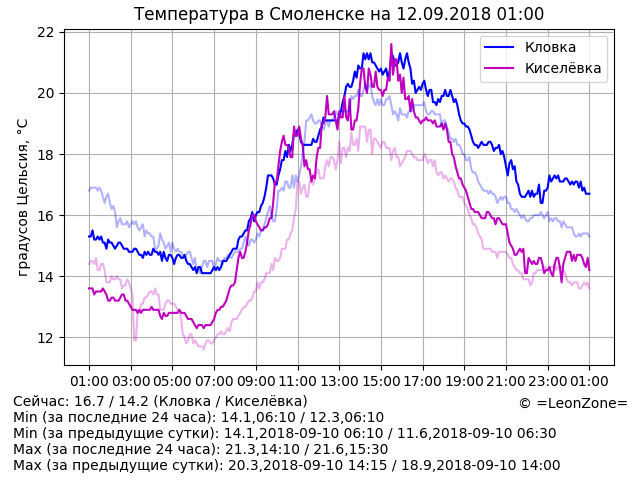 Температура в Смоленске на 12.09.2018 01:00
Кловка
Киселёвка
градусов Цельсия, °C
22
20
18
16
14
12
01:00 03:00 05:00 07:00 09:00 11:00 13:00 15:00 17:00 19:00 21:00 23:00 01:00
Сейчас: 16.7 / 14.2 (Кловка / Киселёвка)
© =LeonZone=
Min (за последние 24 часа): 14.1,06:10 / 12.3,06:10
Min (за предыдущие сутки): 14.1,2018-09-10 06:10 / 11.6,2018-09-10 06:30
Max (за последние 24 часа): 21.3,14:10 / 21.6,15:30
Max (за предыдущие сутки): 20.3,2018-09-10 14:15 / 18.9,2018-09-10 14:00